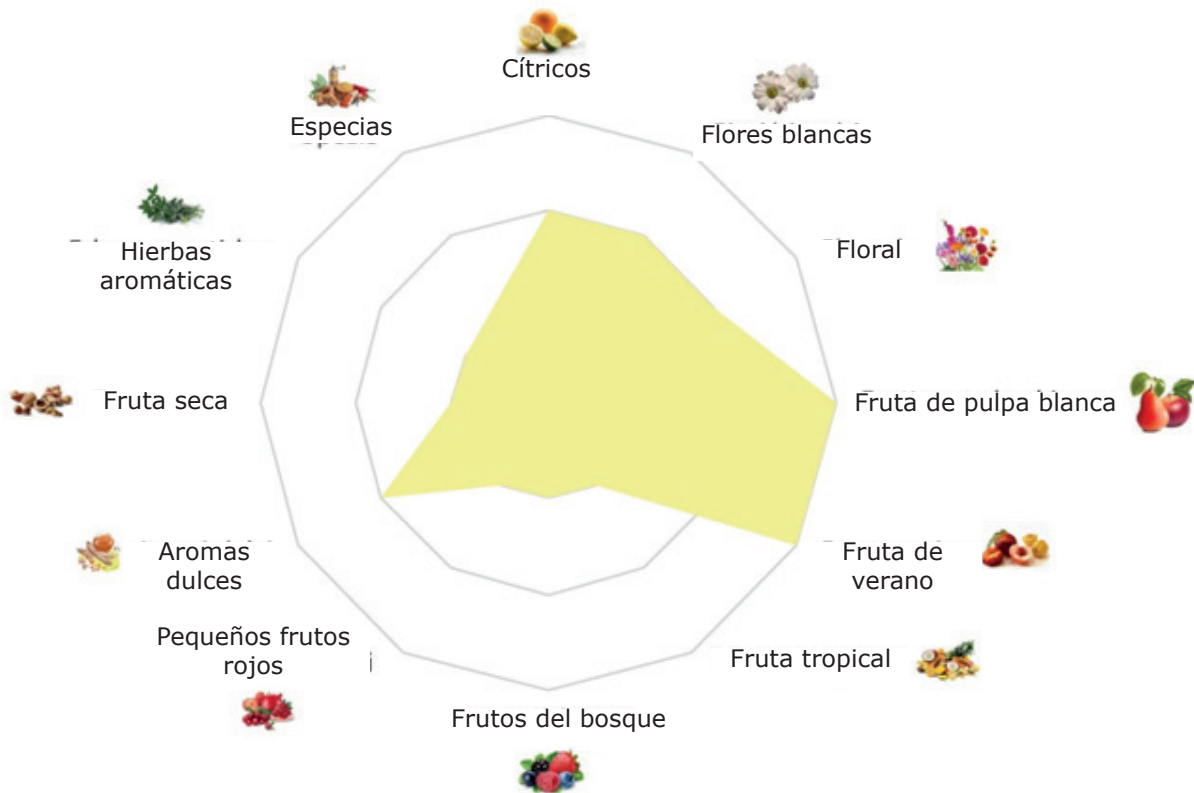 Cítricos
Especias
Flores blancas
Hierbas
aromáticas
Floral
Fruta seca
Fruta de pulpa blanca
Aromas
dulces
Fruta de
verano
Pequeños frutos
rojos
Fruta tropical
Frutos del bosque